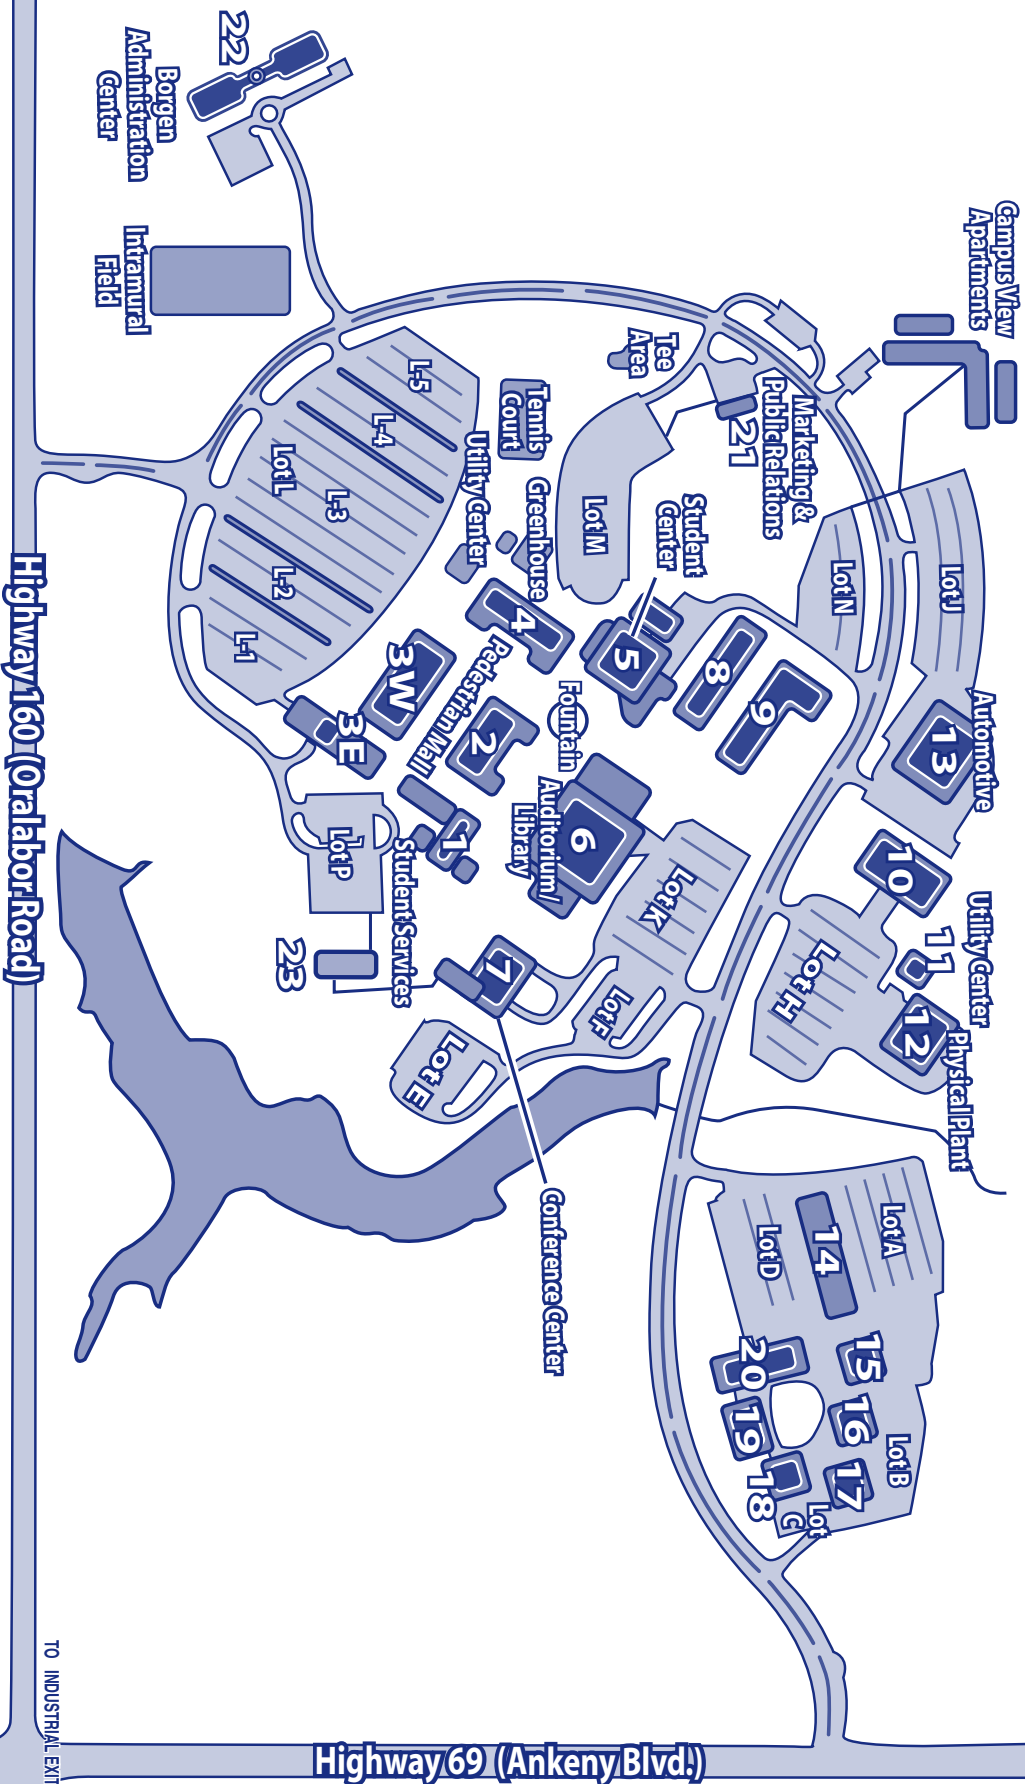 22
Borgen
Administration
Center
Intramural
Field
Campus View
Apartments
Tee
Area
Marketing &
Public Relations
21
Tennis
Court
Utility Center
Greenhouse
Lot M
Student
Center
L-5
L-4
Lot L
L-3
L-2
L-1
Lot N
Lot J
4
5
8
9
3W
3E
Pedestrian Mall
2
Fountain
Automotive
13
Auditorium/
Library
6
1
Lot P
Student Services
23
7
Lot K
Lot F
Lot E
10
11
Utility Center
12
Physical Plant
Lot H
Conference Center
Lot A
14
Lot D
15
16
17
18
19
20
Lot B
Lot
C
Highway 160 (Oralabor Road)
TO INDUSTRIAL EXIT
Highway 69 (Ankeny Blvd.)